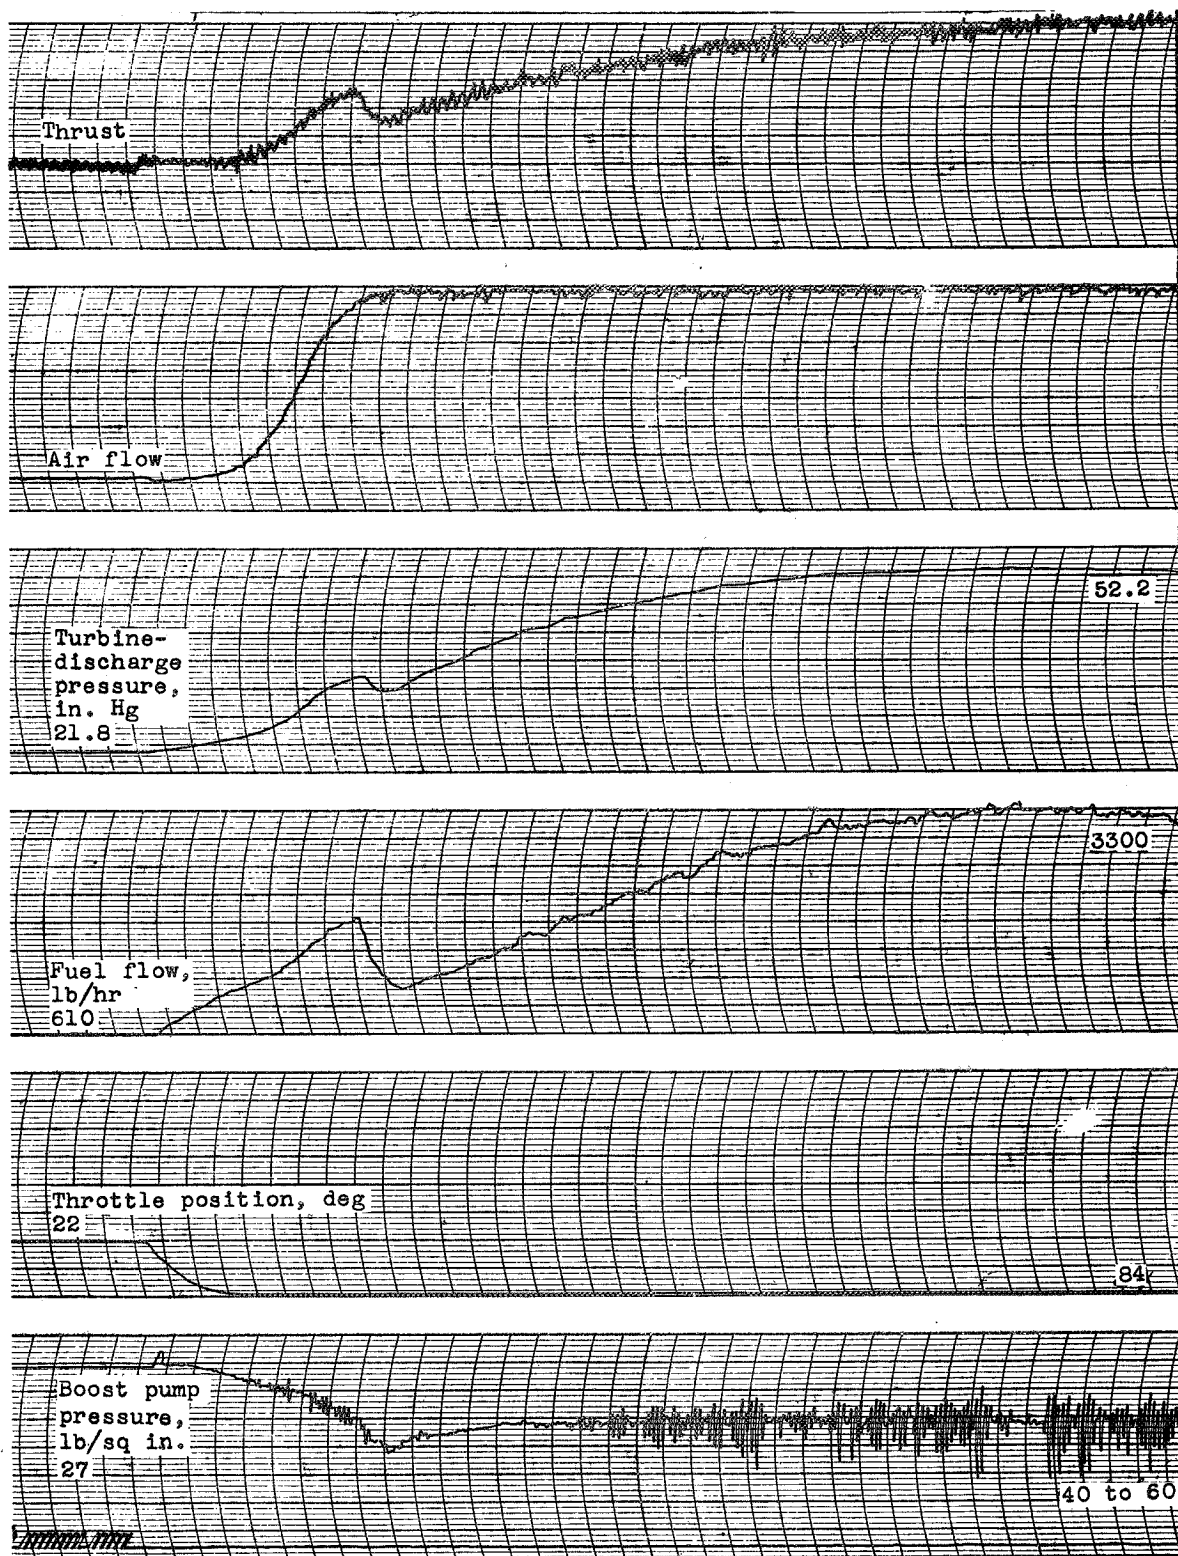 Thrust
Air flow
52.2
Turbine-
discharge
pressure,
in. Hg
21.8
3300
Fuel flow,
lb/hr
610
Throttle position, deg
22
84
Boost pump
pressure,
lb/sq in.
27
40 to 60